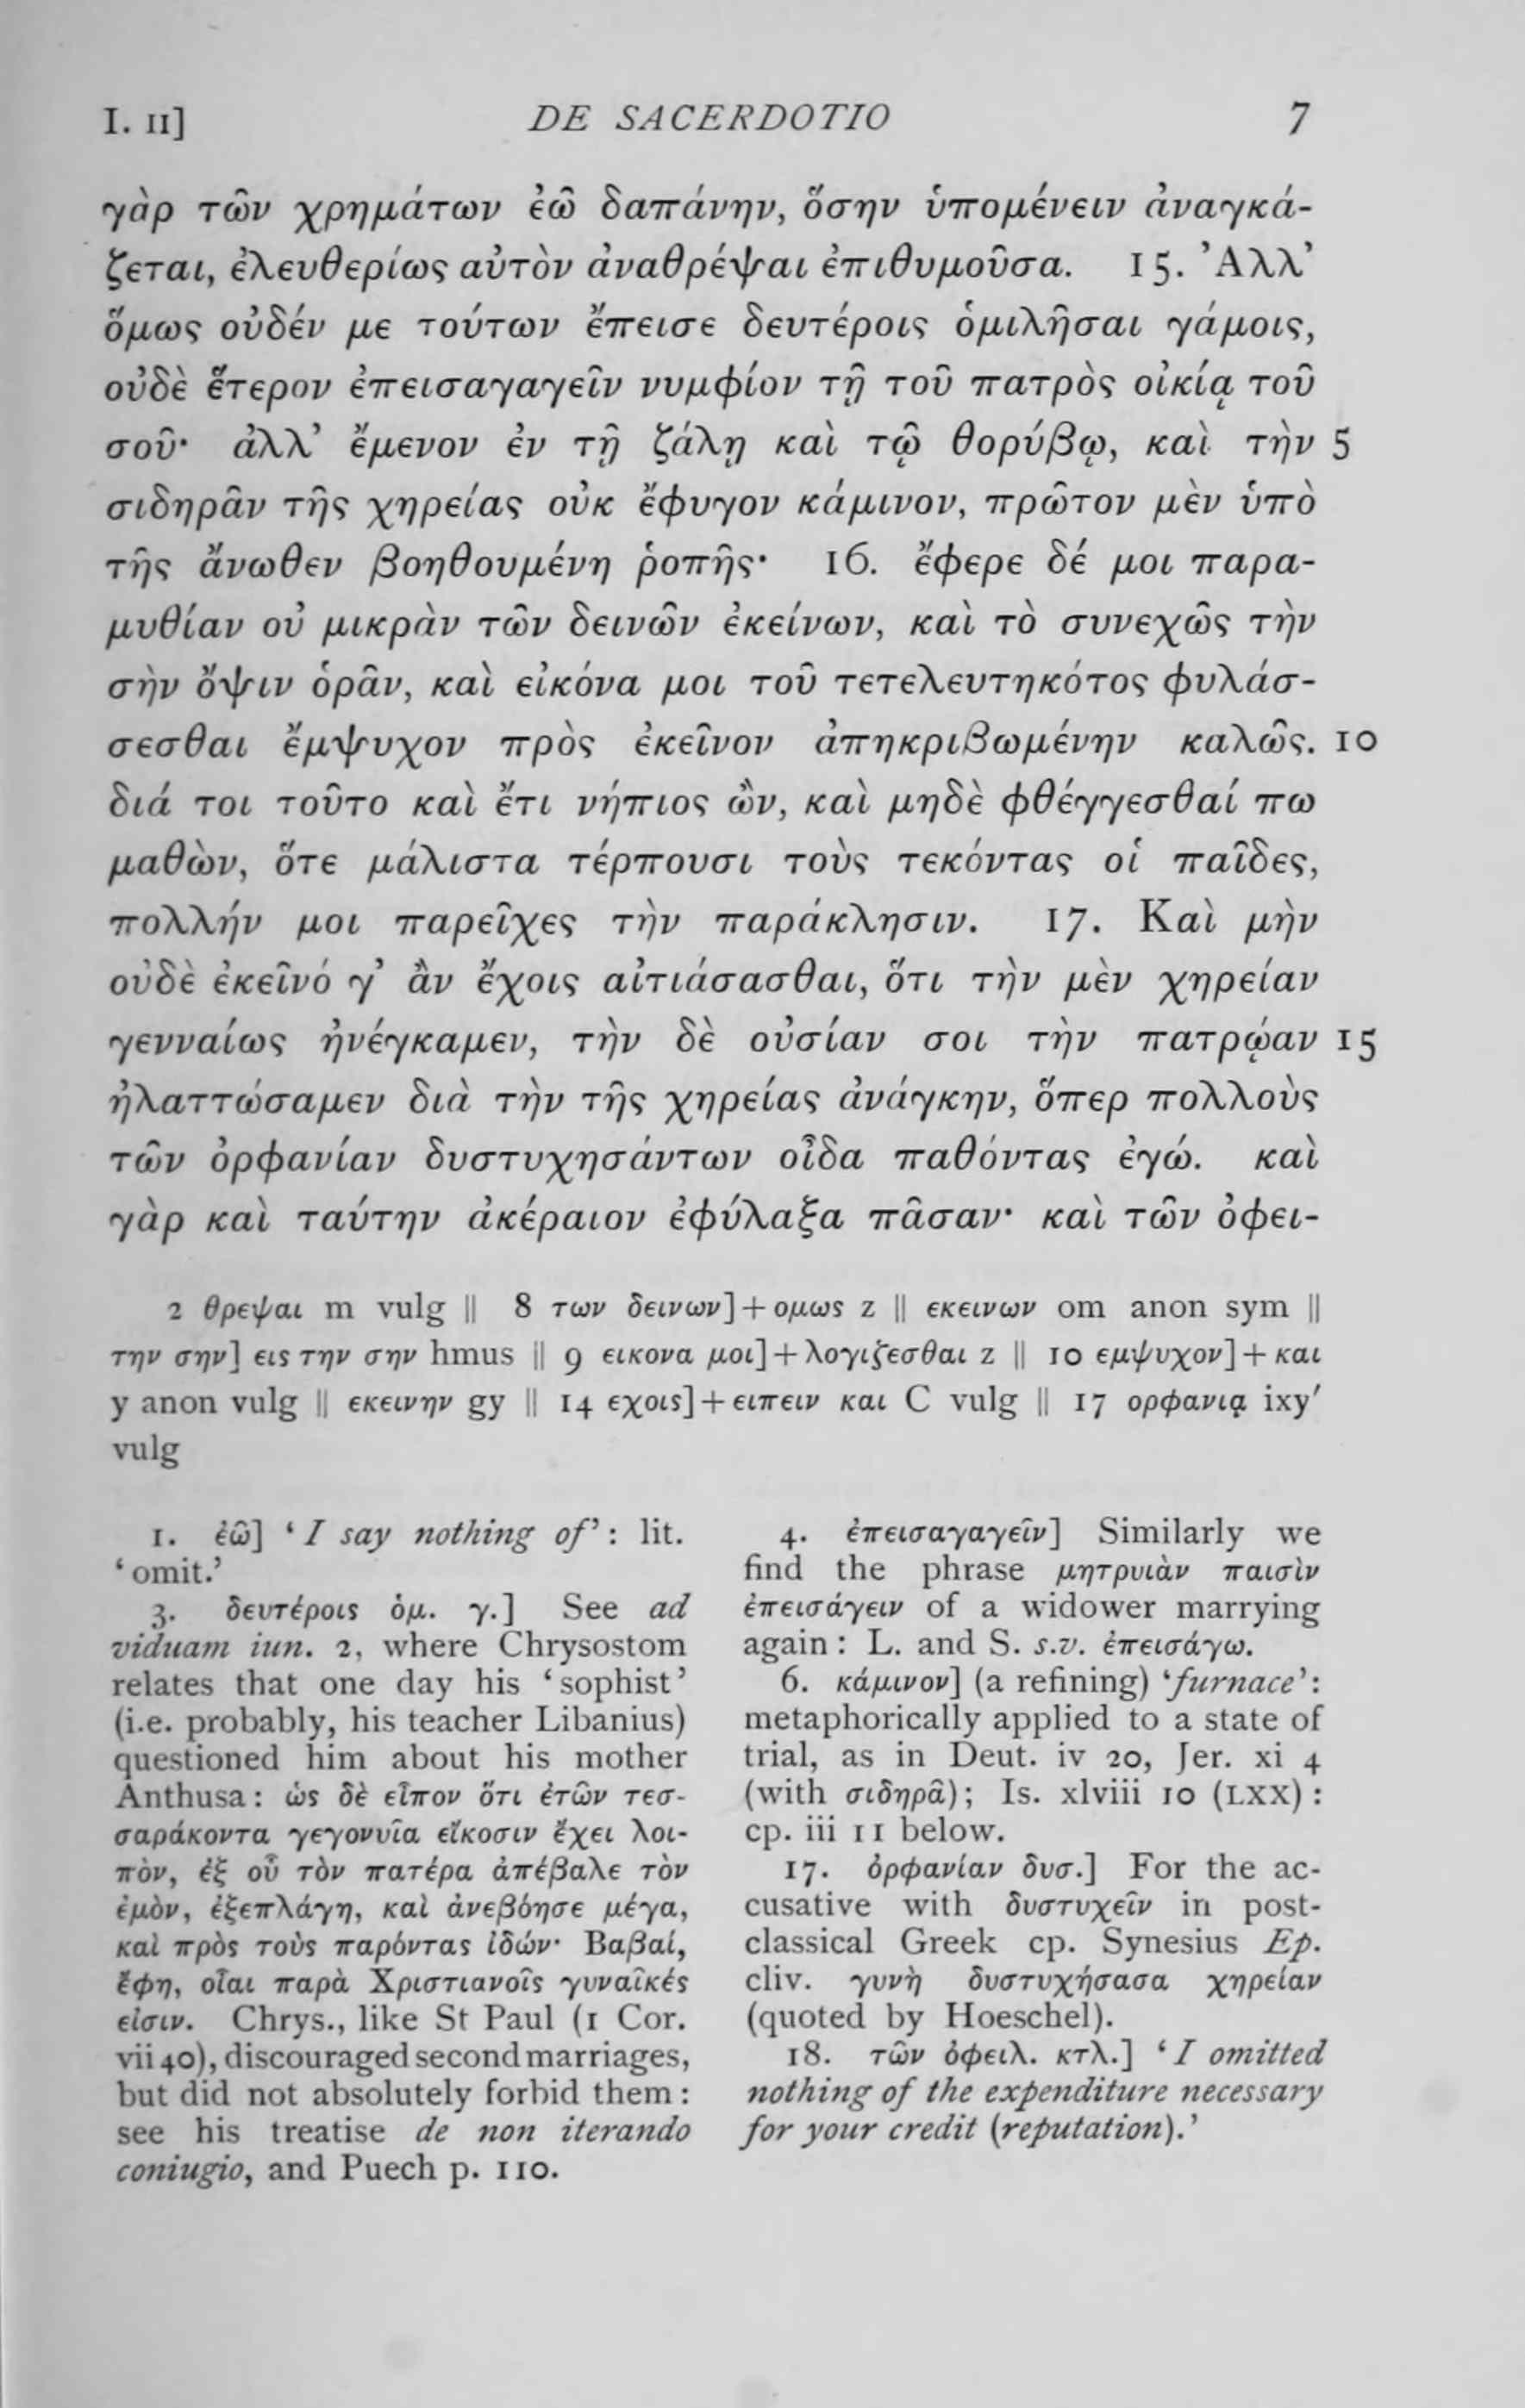 I. II]
DE SACERDOTIO
7
γὰρ τῶν χρημάτων ἐῶ δαπάνην, ὅσην ὑπομένειν ἀναγκά-
ζεται, ἐλευθερίως αὐτὸν ἀναθρέψαι ἐπιθυμοῦσα. 15. Ἀλλ’
ὅμως οὐδέν με τούτων ἔπεισε δευτέροις ὁμιλῆσαι γάμοις,
οὐδὲ ἕτερον ἐπεισαγαγεῖν νυμφίον τῇ τοῦ πατρὸς οἰκίᾳ τοῦ
σοῦ· ἀλλ’ ἔμενον ἐν τῇ ζάλῃ καὶ τῷ θορύβῳ, καὶ τὴν 5
σιδηρᾶν τῆς χηρείας οὐκ ἔφυγον κάμινον, πρῶτον μὲν ὑπὸ
τῆς ἄνωθεν βοηθουμένη ῥοπῆς· 16. ἔφερε δέ μοι παρα-
μυθίαν οὐ μικρὰν τῶν δεινῶν ἐκείνων, καὶ τὸ συνεχῶς τὴν
σὴν ὄψιν ὁρᾶν, καὶ εἰκόνα μοι τοῦ τετελευτηκότος φυλάσ-
σεσθαι ἔμψυχον πρὸς ἐκεῖνον ἀπηκριβωμένην καλῶς. 10
διά τοι τοῦτο καὶ ἔτι νήπιος ὢν, καὶ μηδὲ φθέγγεσθαί πω
μαθὼν, ὅτε μάλιστα τέρπουσι τοὺς τεκόντας οἱ παῖδες,
πολλήν μοι παρεῖχες τὴν παράκλησιν. 17. Καὶ μὴν
οὐδὲ ἐκεῖνό γ’ ἂν ἔχοις αἰτιάσασθαι, ὅτι τὴν μὲν χηρείαν
γενναίως ἠνέγκαμεν, τὴν δὲ οὐσίαν σοι τὴν πατρῴαν 15
ἠλαττώσαμεν διὰ τὴν τῆς χηρείας ἀνάγκην, ὅπερ πολλοὺς
τῶν ὀρφανίαν δυστυχησάντων οἶδα παθόντας ἐγώ. καὶ
γὰρ καὶ ταύτην ἀκέραιον ἐφύλαξα πᾶσαν· καὶ τῶν ὀφει-
2 θρεψαι m vulg || 8 των δεινων]+ομως z || εκεινων om anon sym ||
την σην] εις την σην hmus || 9 εικονα μοι]+λογιζεσθαι z || 10 εμψυχον]+και
y anon vulg || εκεινην gy || 14 εχοις]+ειπειν και C vulg || 17 ορφανιᾳ ixy′
vulg
1. ἐῶ] ‘I say nothing of’: lit.
‘omit.’
3. δευτέροις ὁμ. γ.] See ad
viduam iun. 2, where Chrysostom
relates that one day his ‘sophist’
(i.e. probably, his teacher Libanius)
questioned him about his mother
Anthusa: ὡς δὲ εἶπον ὅτι ἐτῶν τεσ-
σαράκοντα γεγονυῖα εἴκοσιν ἔχει λοι-
πὸν, ἐξ οὗ τὸν πατέρα ἀπέβαλε τὸν
ἐμὸν, ἐξεπλάγη, καὶ ἀνεβόησε μέγα,
καὶ πρὸς τοὺς παρόντας ἰδών· Βαβαί,
ἔφη, οἷαι παρὰ Χριστιανοῖς γυναῖκές
εἰσιν. Chrys., like St Paul (1 Cor.
vii 40), discouraged second marriages,
but did not absolutely forbid them:
see his treatise de non iterando
coniugio, and Puech p. 110.
4. ἐπεισαγαγεῖν] Similarly we
find the phrase μητρυιὰν παισὶν
ἐπεισάγειν of a widower marrying
again: L. and S. s.v. ἐπεισάγω.
6. κάμινον] (a refining) ‘furnace’:
metaphorically applied to a state of
trial, as in Deut. iv 20, Jer. xi 4
(with σιδηρᾶ); Is. xlviii 10 (LXX):
cp. iii 11 below.
17. ὀρφανίαν δυσ.] For the ac-
cusative with δυστυχεῖν in post-
classical Greek cp. Synesius Ep.
cliv. γυνὴ δυστυχήσασα χηρείαν
(quoted by Hoeschel).
18. τῶν ὀφειλ. κτλ.] ‘I omitted
nothing of the expenditure necessary
for your credit (reputation).’